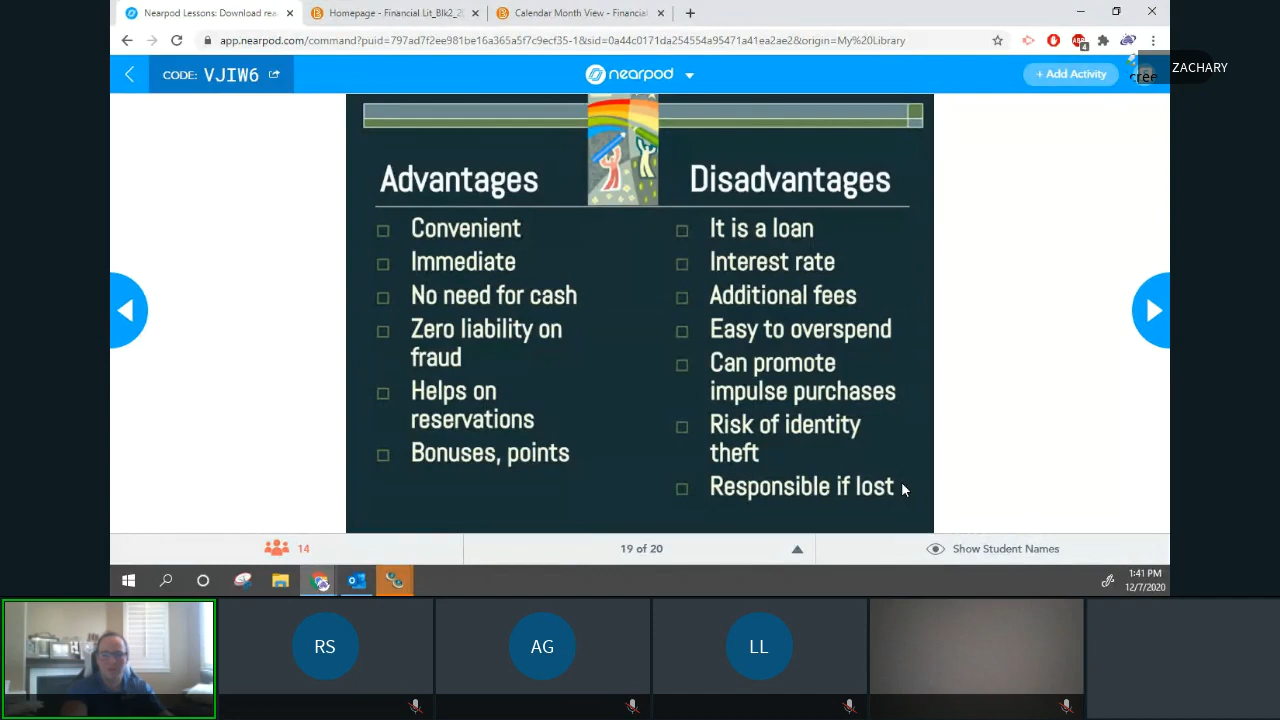 Nearpod Lessons: Download rea
Homepage - Financial Lit_Blk2_2
Calendar Month View - Financial
app.nearpod.com/command?puid=797ad7f2ee981be16a365a5f7c9ecf35-1&sid=0a44c0171da254554a95471a41ea2ae2&origin=My%20Library
4
CODE: VJIW6
nearpod
+ Add Activity
cree
ZACHARY
Advantages
Convenient
Immediate
No need for cash
Zero liability on
fraud
Helps on
reservations
Bonuses, points
Disadvantages
It is a loan
Interest rate
Additional fees
Easy to overspend
Can promote
impulse purchases
Risk of identity
theft
Responsible if lost
14
19 of 20
Show Student Names
1:41 PM
12/7/2020
RS
AG
LL